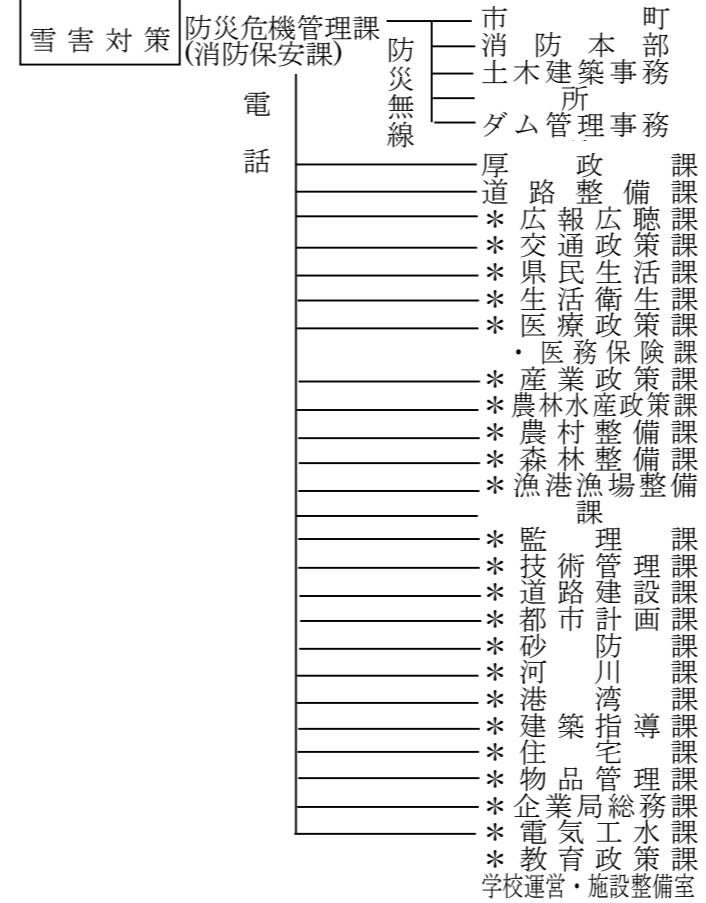 雪害対策
防災危機管理課
(消防保安課)
防災無線
市町
消防本部
土木建築事務
所
ダム管理事務
電話
厚政課
道路整備課
＊広報広聴課
＊交通政策課
＊県民生活課
＊生活衛生課
＊医療政策課
・医務保険課
＊産業政策課
＊農林水産政策課
＊農村整備課
＊森林整備課
＊漁港漁場整備
課
＊監理課
＊技術管理課
＊道路建設課
＊都市計画課
＊砂防課
＊河川課
＊港湾課
＊建築指導課
＊住宅課
＊物品管理課
＊企業局総務課
＊電気工水課
＊教育政策課
学校運営・施設整備室